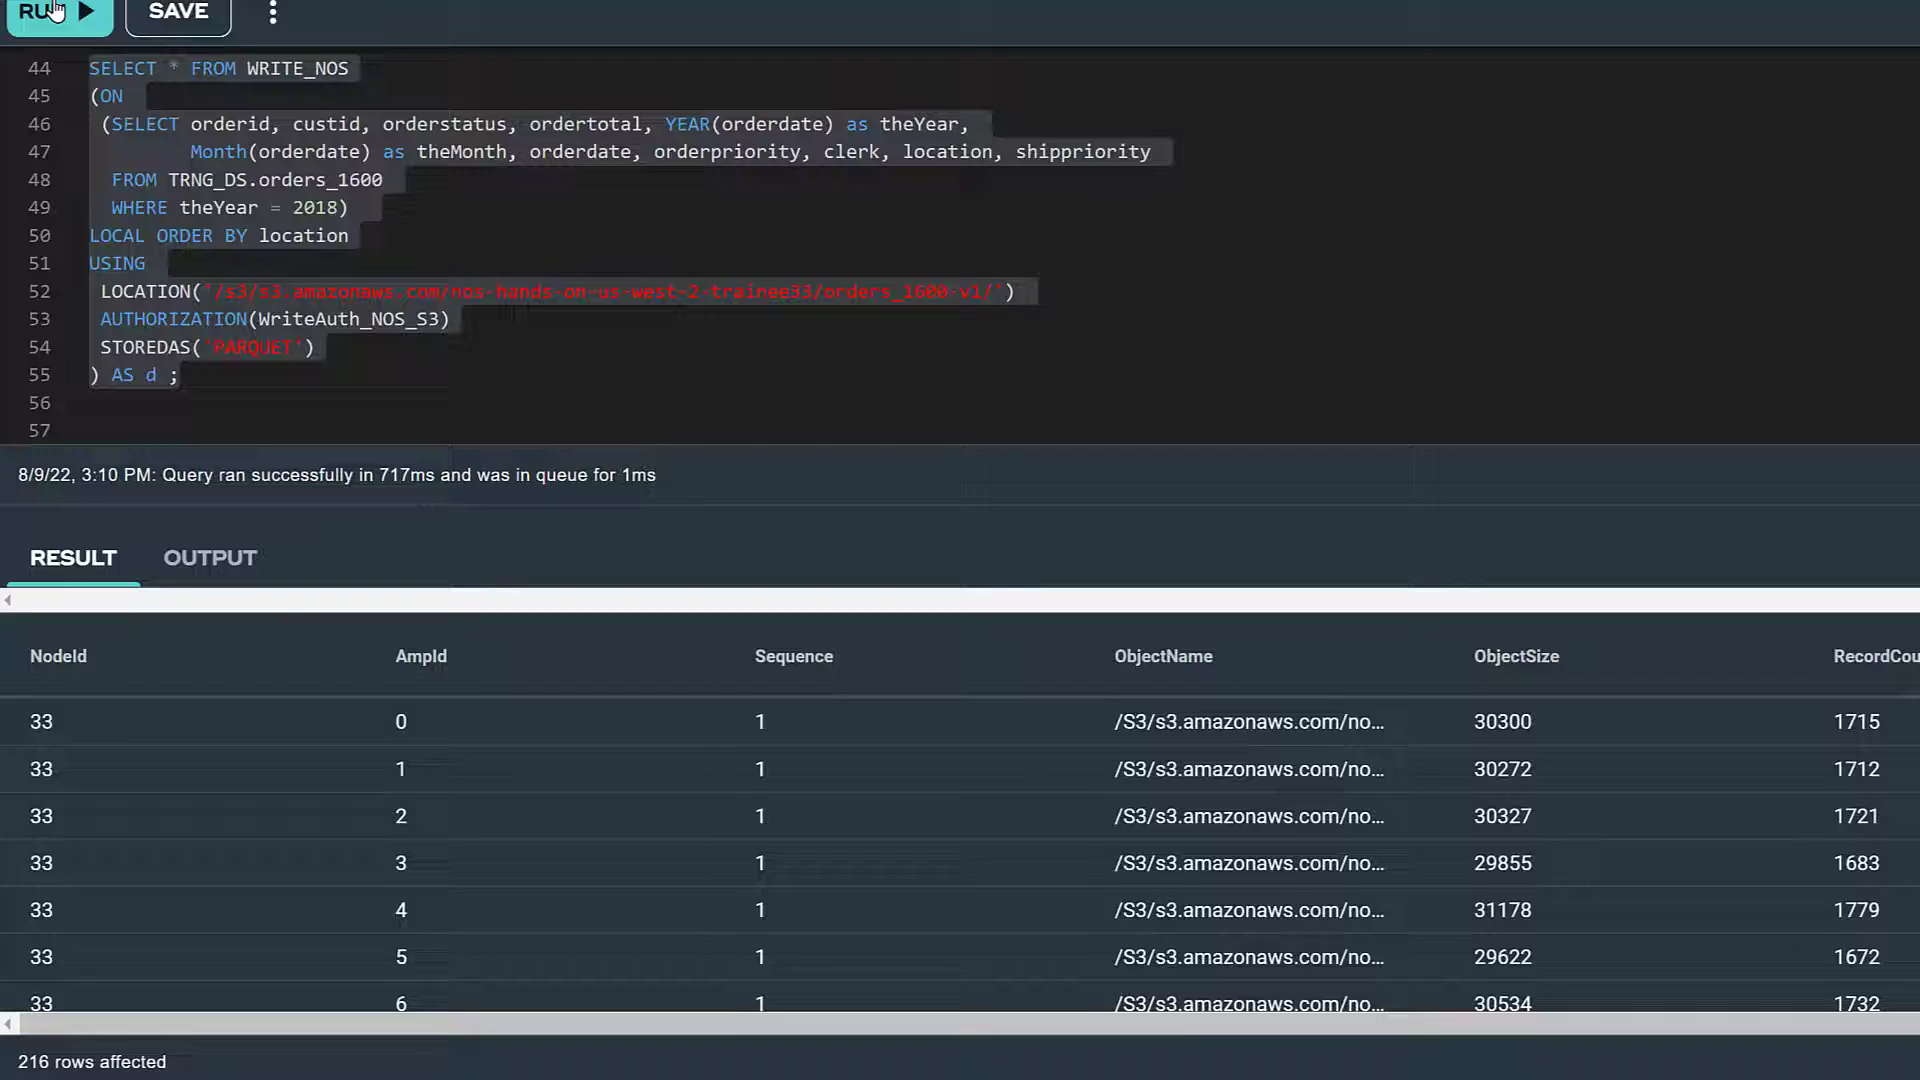 RU
SAVE
44 SELECT * FROM WRITE_NOS
45 (ON
46 (SELECT orderid, custid, orderstatus, ordertotal, YEAR(orderdate) as theYear,
47 Month(orderdate) as theMonth, orderdate, orderpriority, clerk, location, shippriority
48 FROM TRNG_DS.orders_1600
49 WHERE theYear = 2018)
50 LOCAL ORDER BY location
51 USING
52 LOCATION('/s3/s3.amazonaws.com/nos-hands-on-us-west-2-trainee33/orders_1600-v1/')
53 AUTHORIZATION(WriteAuth_NOS_S3)
54 STOREDAS('PARQUET')
55 ) AS d ;
56
57
8/9/22, 3:10 PM: Query ran successfully in 717ms and was in queue for 1ms
RESULT OUTPUT
NodeId AmpId Sequence ObjectName ObjectSize RecordCou
33 0 1 /S3/s3.amazonaws.com/no... 30300 1715
33 1 1 /S3/s3.amazonaws.com/no... 30272 1712
33 2 1 /S3/s3.amazonaws.com/no... 30327 1721
33 3 1 /S3/s3.amazonaws.com/no... 29855 1683
33 4 1 /S3/s3.amazonaws.com/no... 31178 1779
33 5 1 /S3/s3.amazonaws.com/no... 29622 1672
33 6 1 /S3/s3.amazonaws.com/no... 30534 1732
216 rows affected